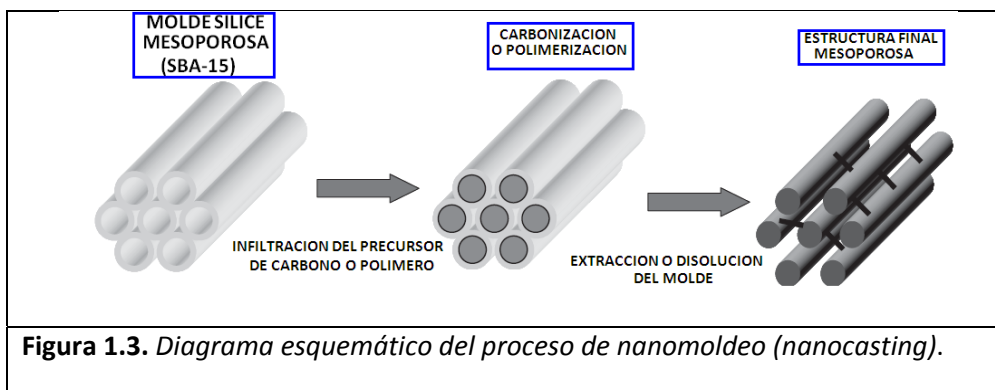 MOLDE SILICE
MESOPOROSA
(SBA-15)
CARBONIZACION
O POLIMERIZACION
ESTRUCTURA FINAL
MESOPOROSA
INFILTRACION DEL PRECURSOR
DE CARBONO O POLIMERO
EXTRACCION O DISOLUCION
DEL MOLDE
Figura 1.3. Diagrama esquemático del proceso de nanomoldeo (nanocasting).